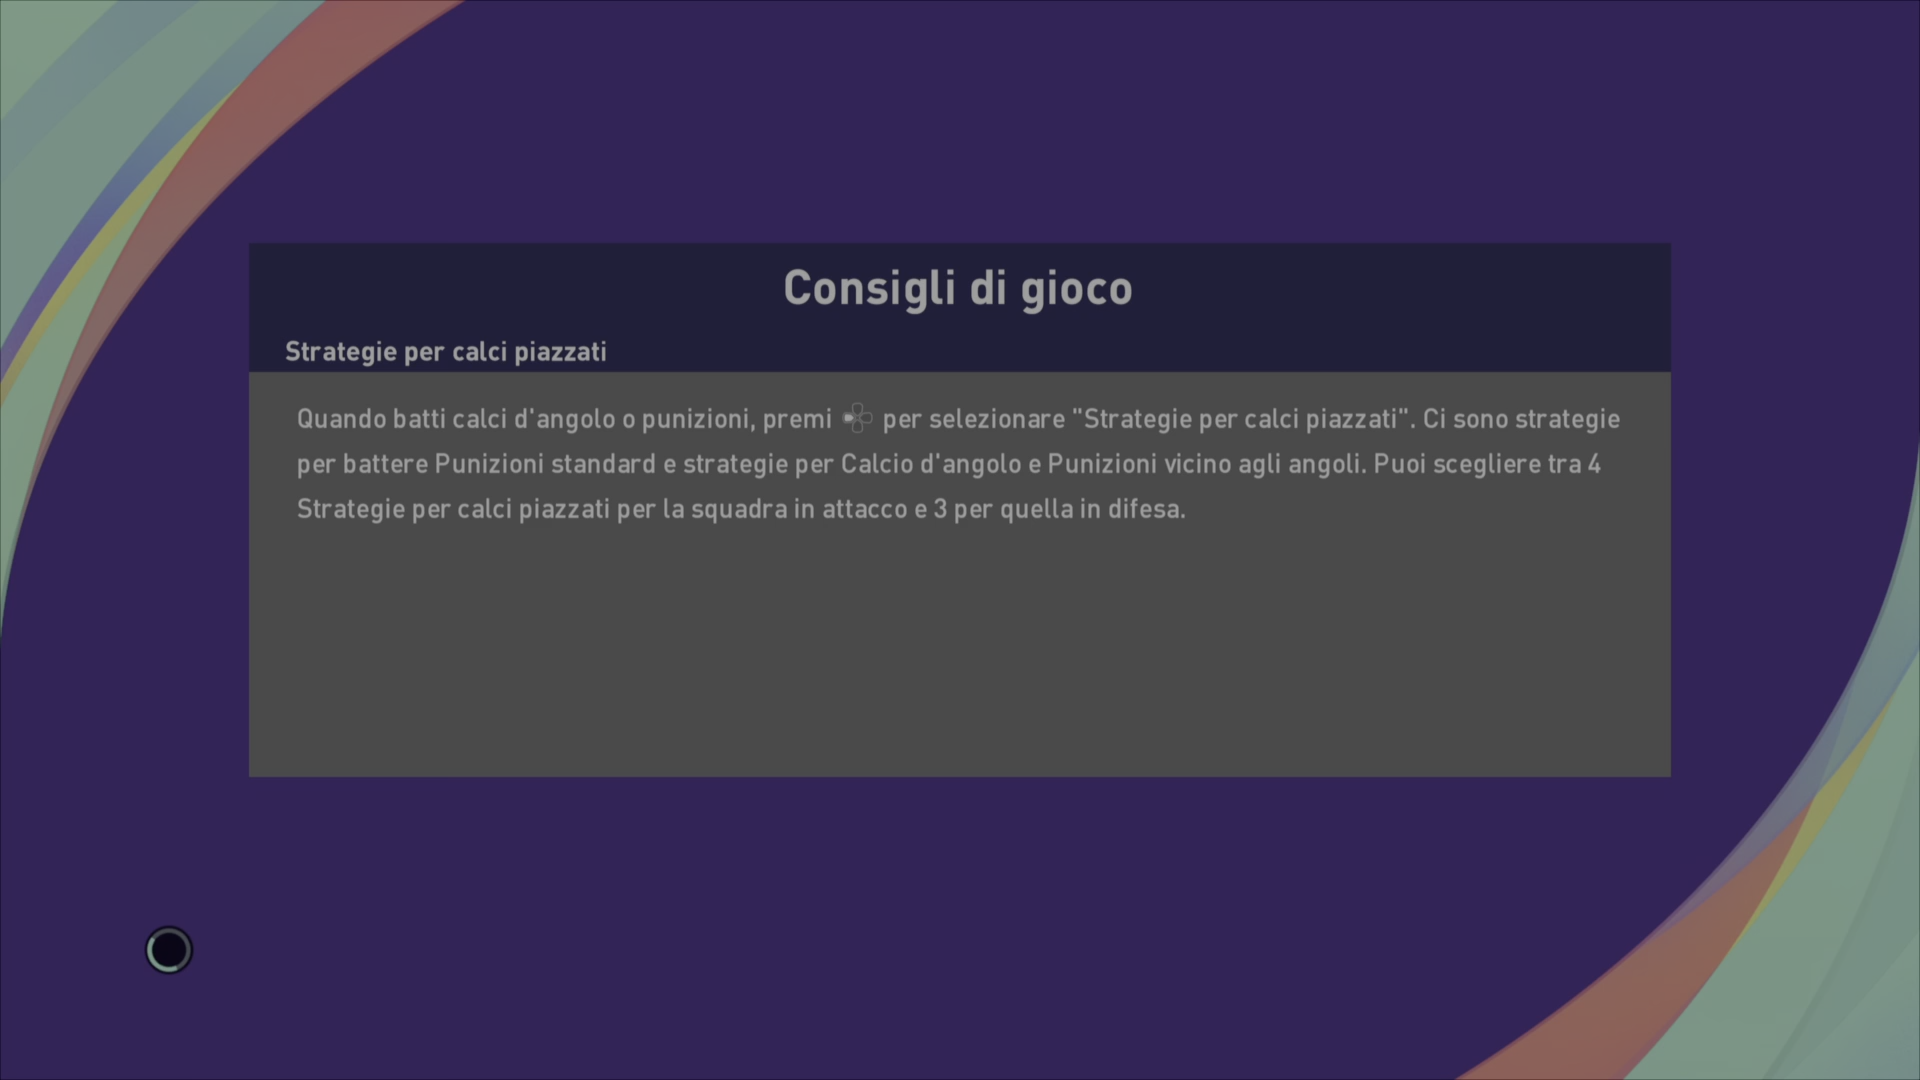 Consigli di gioco
Strategie per calci piazzati
Quando batti calci d'angolo o punizioni, premi per selezionare "Strategie per calci piazzati". Ci sono strategie
per battere Punizioni standard e strategie per Calcio d'angolo e Punizioni vicino agli angoli. Puoi scegliere tra 4
Strategie per calci piazzati per la squadra in attacco e 3 per quella in difesa.